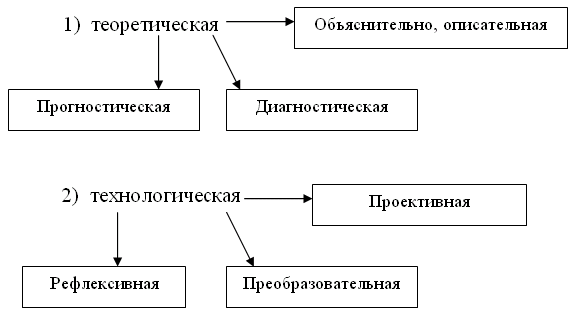 1) теоретическая
Объяснительно, описательная
Прогностическая
Диагностическая
2) технологическая
Проективная
Рефлексивная
Преобразовательная